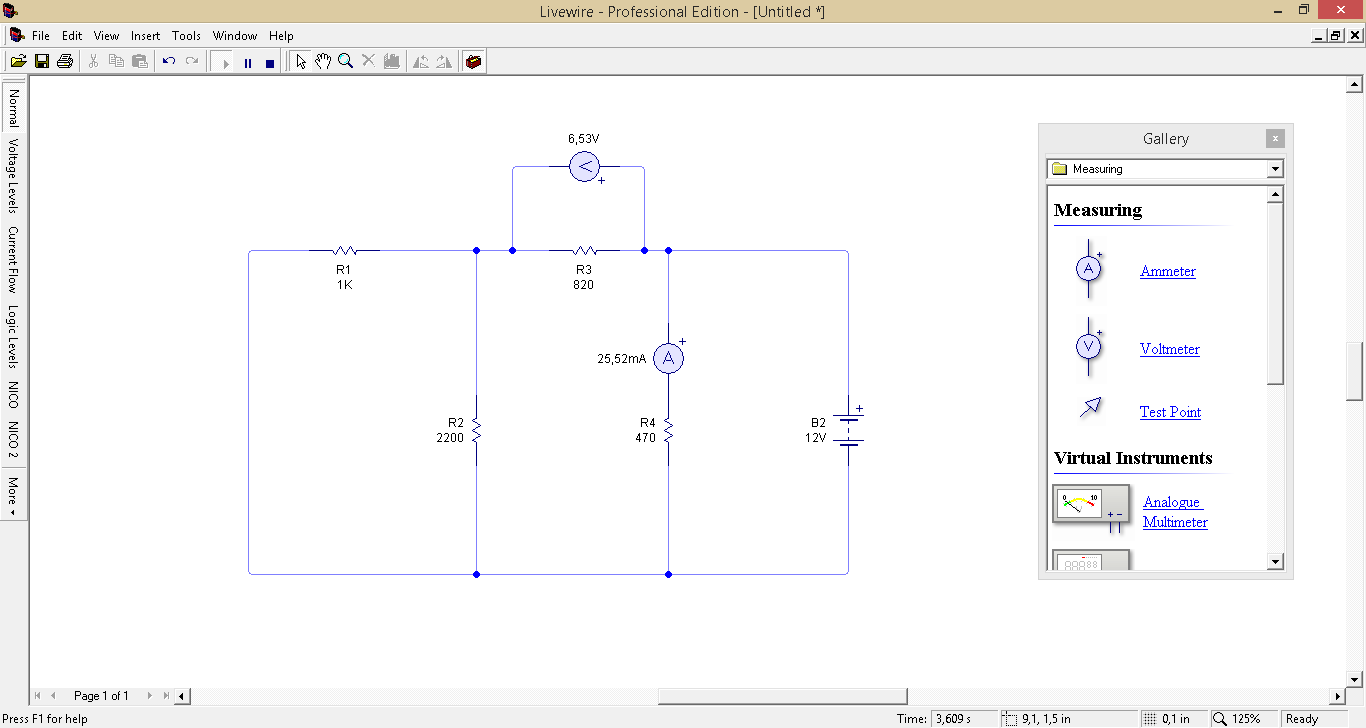 Livewire - Professional Edition - [Untitled *]
File Edit View Insert Tools Window Help
Normal
Voltage Levels
Current Flow
Logic Levels
NICO
NICO 2
More
6,53V
R1
1K
R3
820
25,52mA
A
R2
2200
R4
470
B2
12V
Gallery
Measuring
Measuring
A
Ammeter
V
Voltmeter
Test Point
Virtual Instruments
0 10
Analogue
Multimeter
Page 1 of 1
Press F1 for help
Time: 3,609 s
9,1, 1,5 in
0,1 in
125%
Ready